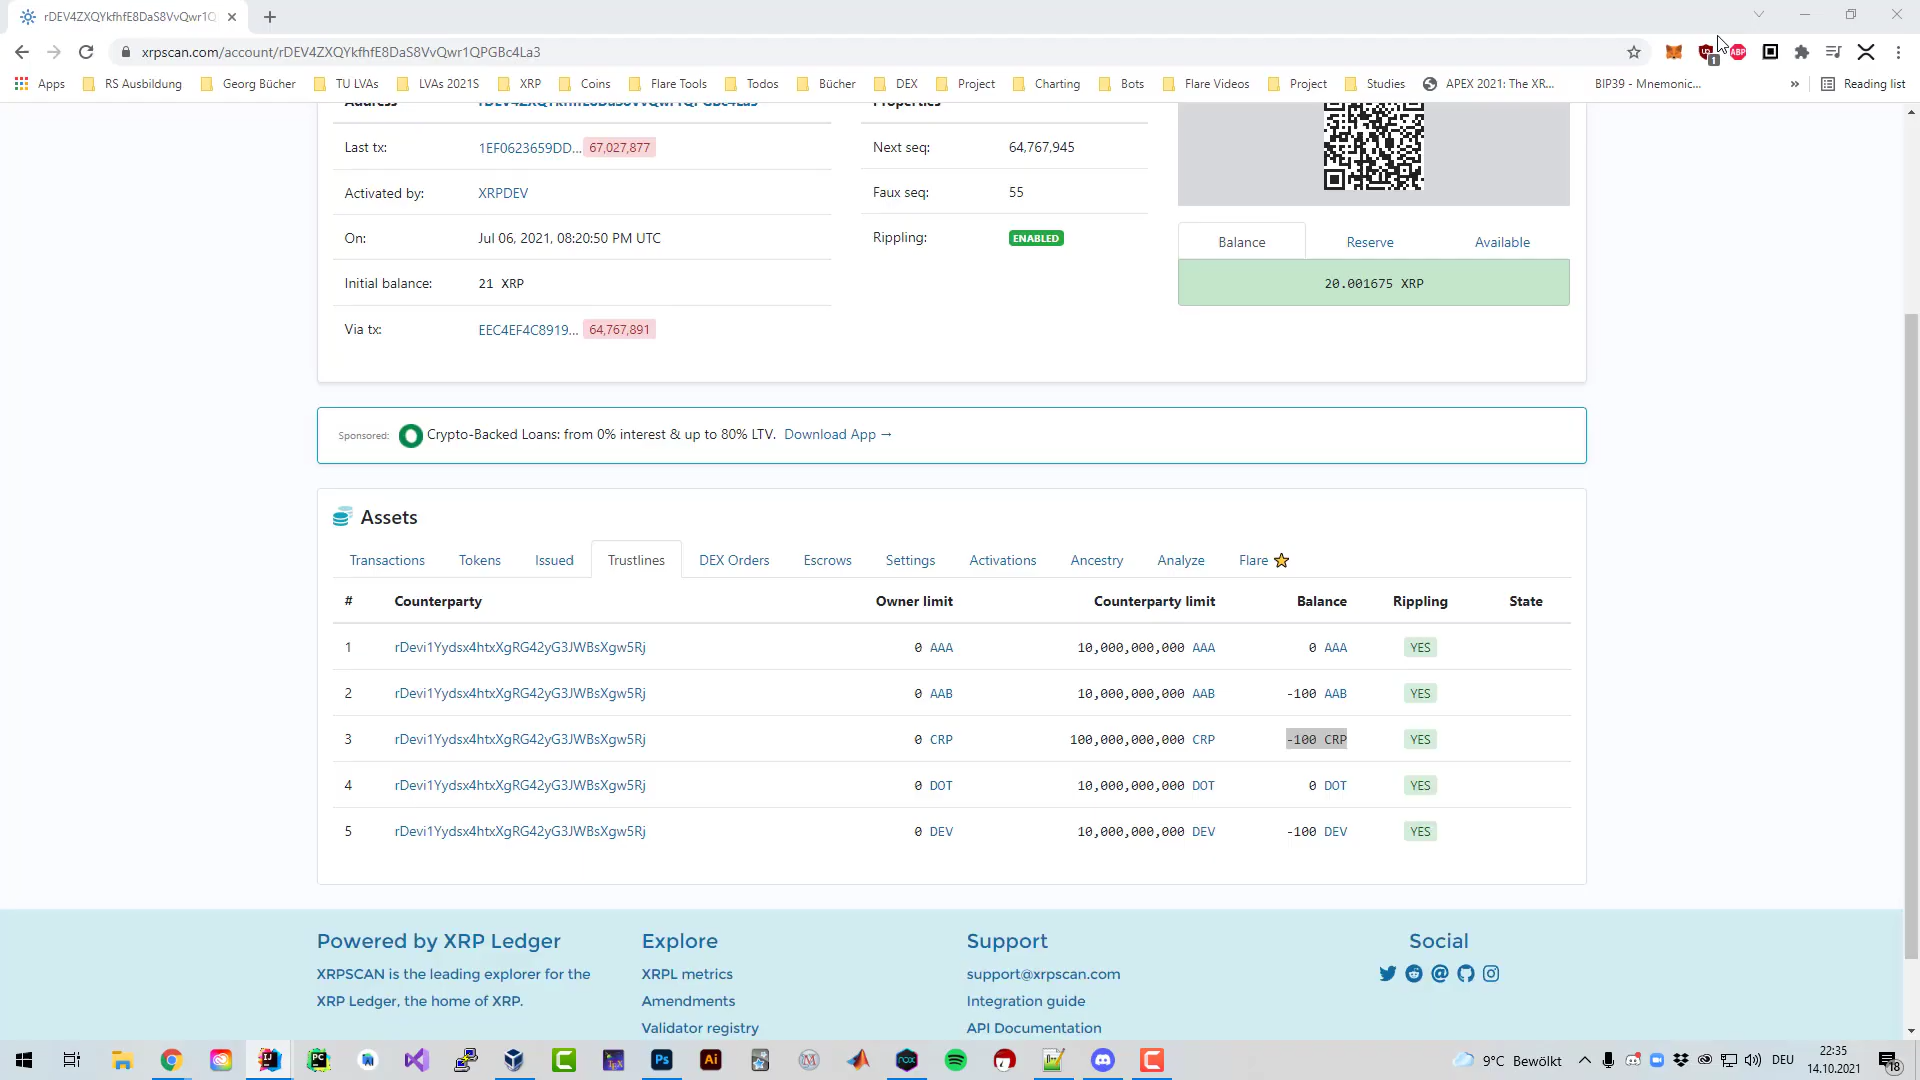 rDEV4ZXQYkfhfE8DaS8VvQwr1Q
xrpscan.com/account/rDEV4ZXQYkfhfE8DaS8VvQwr1QPGBc4La3
1
ABP
Apps RS Ausbildung Georg Bücher TU LVAs LVAs 2021S XRP Coins Flare Tools Todos Bücher DEX Project Charting Bots Flare Videos Project Studies APEX 2021: The XR... BIP39 - Mnemonic... » Reading list
Address rDEV4ZXQYkfhfE8DaS8VvQwr1QPGBc4La3 Properties
Last tx: 1EF0623659DD... 67,027,877
Next seq: 64,767,945
Activated by: XRPDEV
Faux seq: 55
On: Jul 06, 2021, 08:20:50 PM UTC
Rippling: ENABLED
Balance Reserve Available
Initial balance: 21 XRP
20.001675 XRP
Via tx: EEC4EF4C8919... 64,767,891
Sponsored: Crypto-Backed Loans: from 0% interest & up to 80% LTV. Download App →
Assets
Transactions Tokens Issued Trustlines DEX Orders Escrows Settings Activations Ancestry Analyze Flare
# Counterparty Owner limit Counterparty limit Balance Rippling State
1 rDevi1Yydsx4htxXgRG42yG3JWBsXgw5Rj 0 AAA 10,000,000,000 AAA 0 AAA YES
2 rDevi1Yydsx4htxXgRG42yG3JWBsXgw5Rj 0 AAB 10,000,000,000 AAB -100 AAB YES
3 rDevi1Yydsx4htxXgRG42yG3JWBsXgw5Rj 0 CRP 100,000,000,000 CRP -100 CRP YES
4 rDevi1Yydsx4htxXgRG42yG3JWBsXgw5Rj 0 DOT 10,000,000,000 DOT 0 DOT YES
5 rDevi1Yydsx4htxXgRG42yG3JWBsXgw5Rj 0 DEV 10,000,000,000 DEV -100 DEV YES
Powered by XRP Ledger
XRPSCAN is the leading explorer for the
XRP Ledger, the home of XRP.
Explore
XRPL metrics
Amendments
Validator registry
Support
support@xrpscan.com
Integration guide
API Documentation
Social
IJ
PC
Ps
Ai
nox
9°C Bewölkt
DEU
22:35
14.10.2021
18